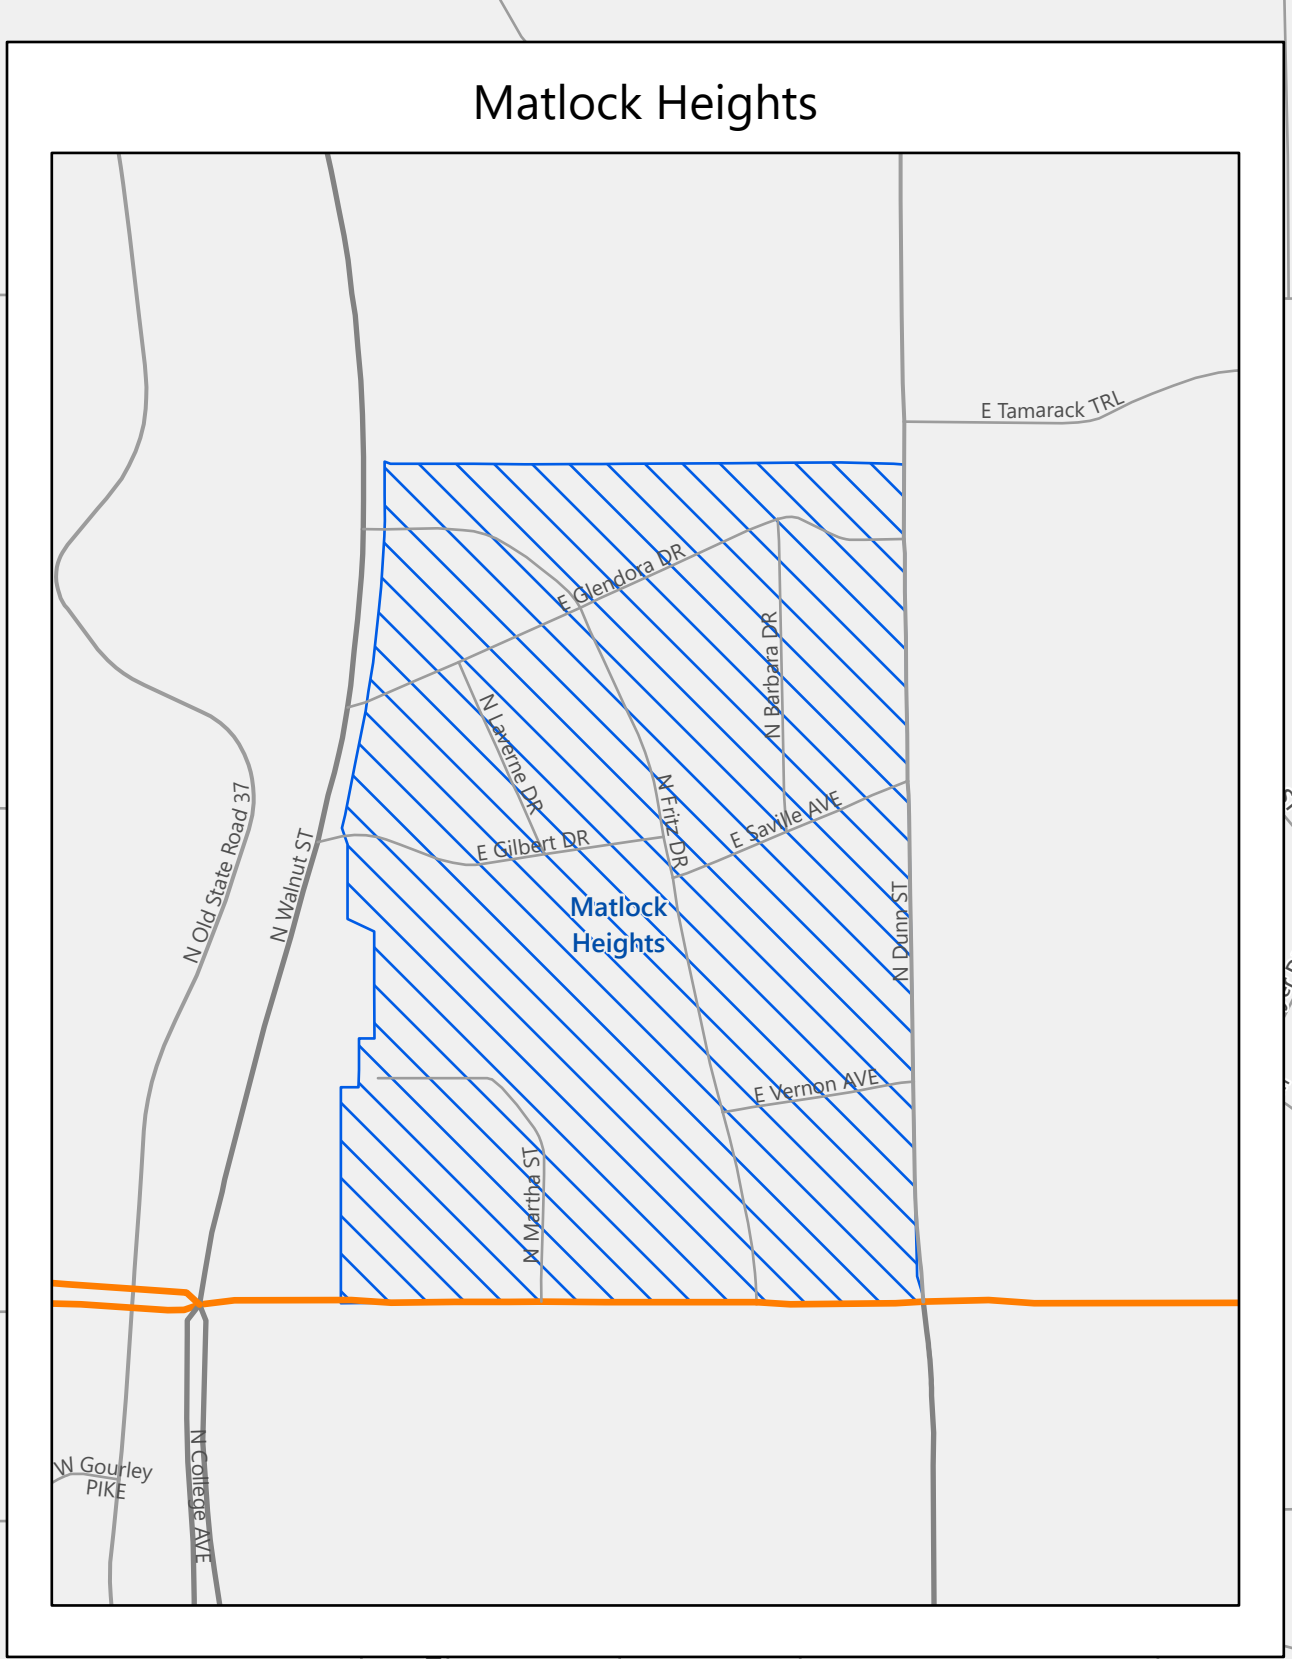 Matlock Heights
E Tamarack TRL
E Glendora DR
N Barbara DR
N Laverne DR
N Fritz DR
E Saville AVE
E Gilbert DR
N Old State Road 37
N Walnut ST
Matlock
Heights
N Dunn ST
E Vernon AVE
N Martha ST
N College AVE
W Gourley
PIKE